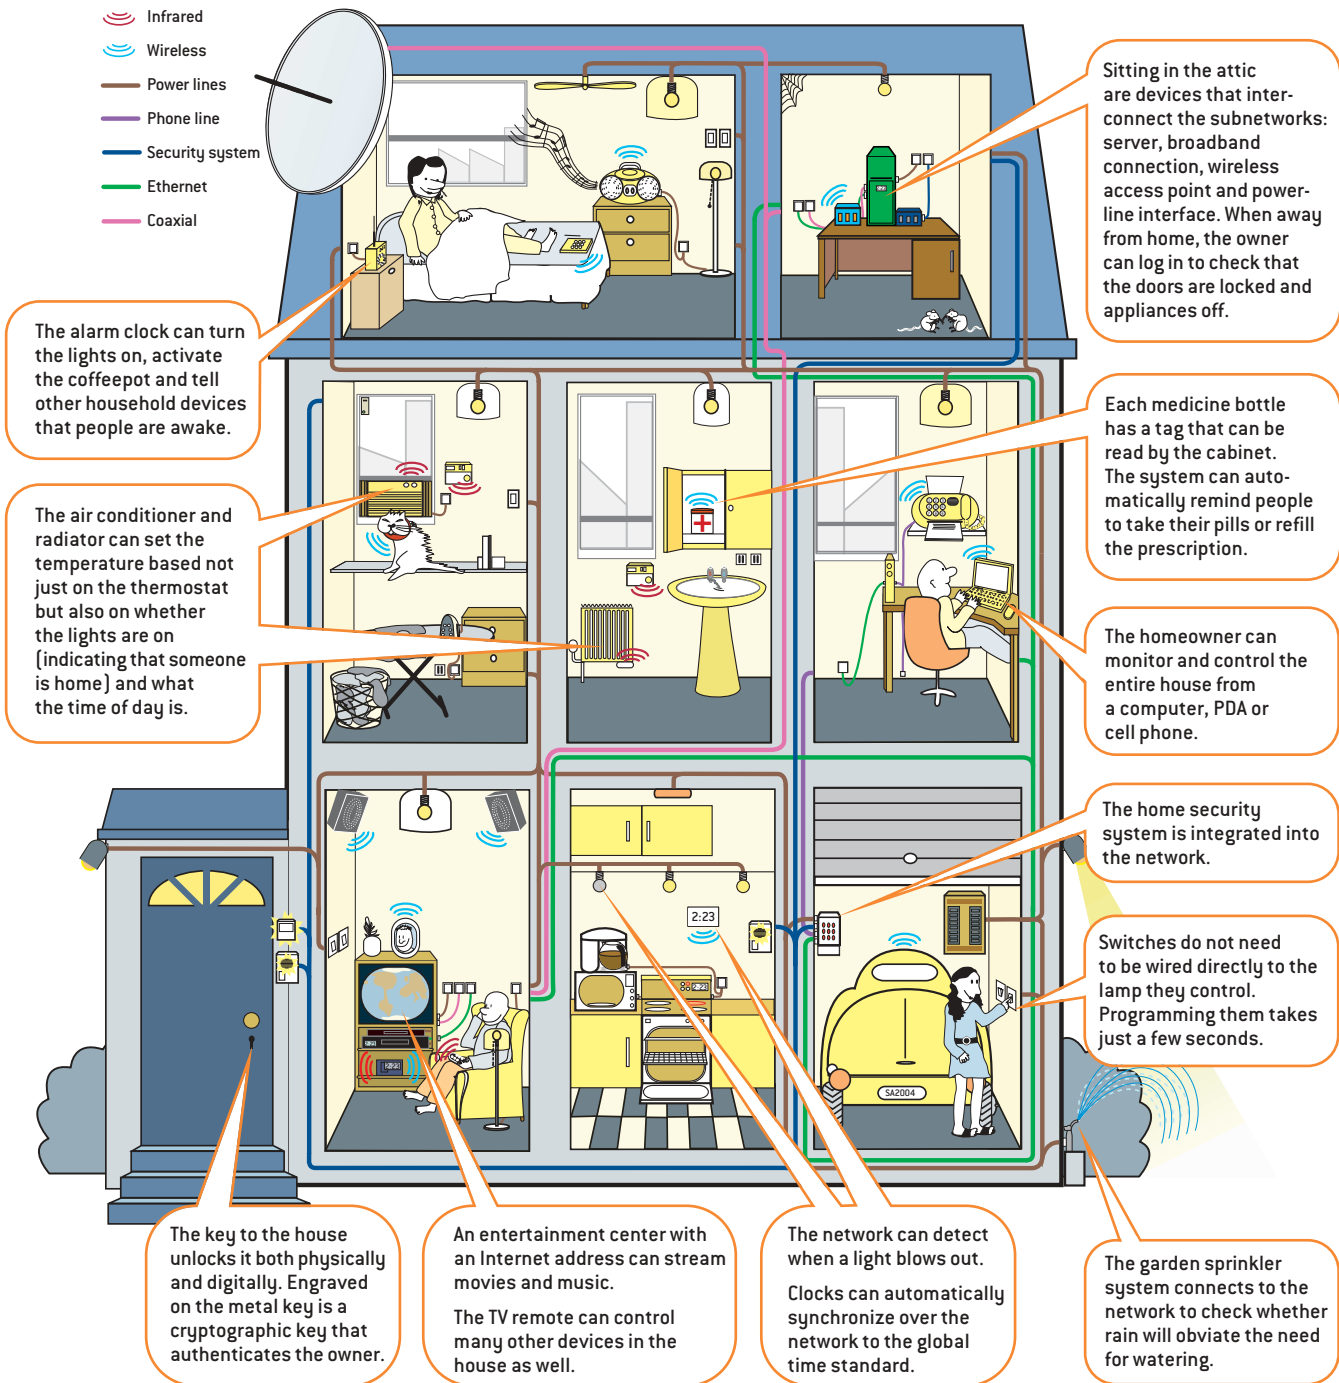 Infrared
Wireless
Power lines
Phone line
Security system
Ethernet
Coaxial
Sitting in the attic
are devices that inter-
connect the subnetworks:
server, broadband
connection, wireless
access point and power-
line interface. When away
from home, the owner
can log in to check that
the doors are locked and
appliances off.
The alarm clock can turn
the lights on, activate
the coffeepot and tell
other household devices
that people are awake.
Each medicine bottle
has a tag that can be
read by the cabinet.
The system can auto-
matically remind people
to take their pills or refill
the prescription.
The air conditioner and
radiator can set the
temperature based not
just on the thermostat
but also on whether
the lights are on
(indicating that someone
is home) and what
the time of day is.
The homeowner can
monitor and control the
entire house from
a computer, PDA or
cell phone.
The home security
system is integrated into
the network.
2:23
Switches do not need
to be wired directly to the
lamp they control.
Programming them takes
just a few seconds.
2:23
2:23
SA2004
The key to the house
unlocks it both physically
and digitally. Engraved
on the metal key is a
cryptographic key that
authenticates the owner.
An entertainment center with
an Internet address can stream
movies and music.
The TV remote can control
many other devices in the
house as well.
The network can detect
when a light blows out.
Clocks can automatically
synchronize over the
network to the global
time standard.
The garden sprinkler
system connects to the
network to check whether
rain will obviate the need
for watering.